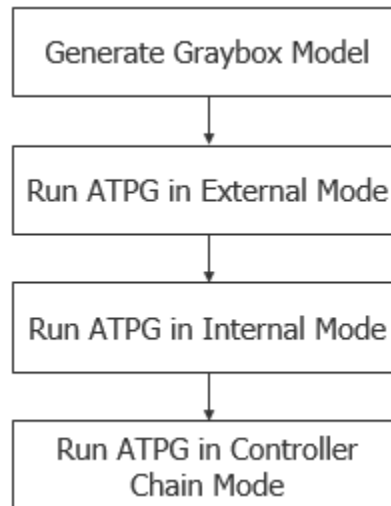 Generate Graybox Model
Run ATPG in External Mode
Run ATPG in Internal Mode
Run ATPG in Controller
Chain Mode